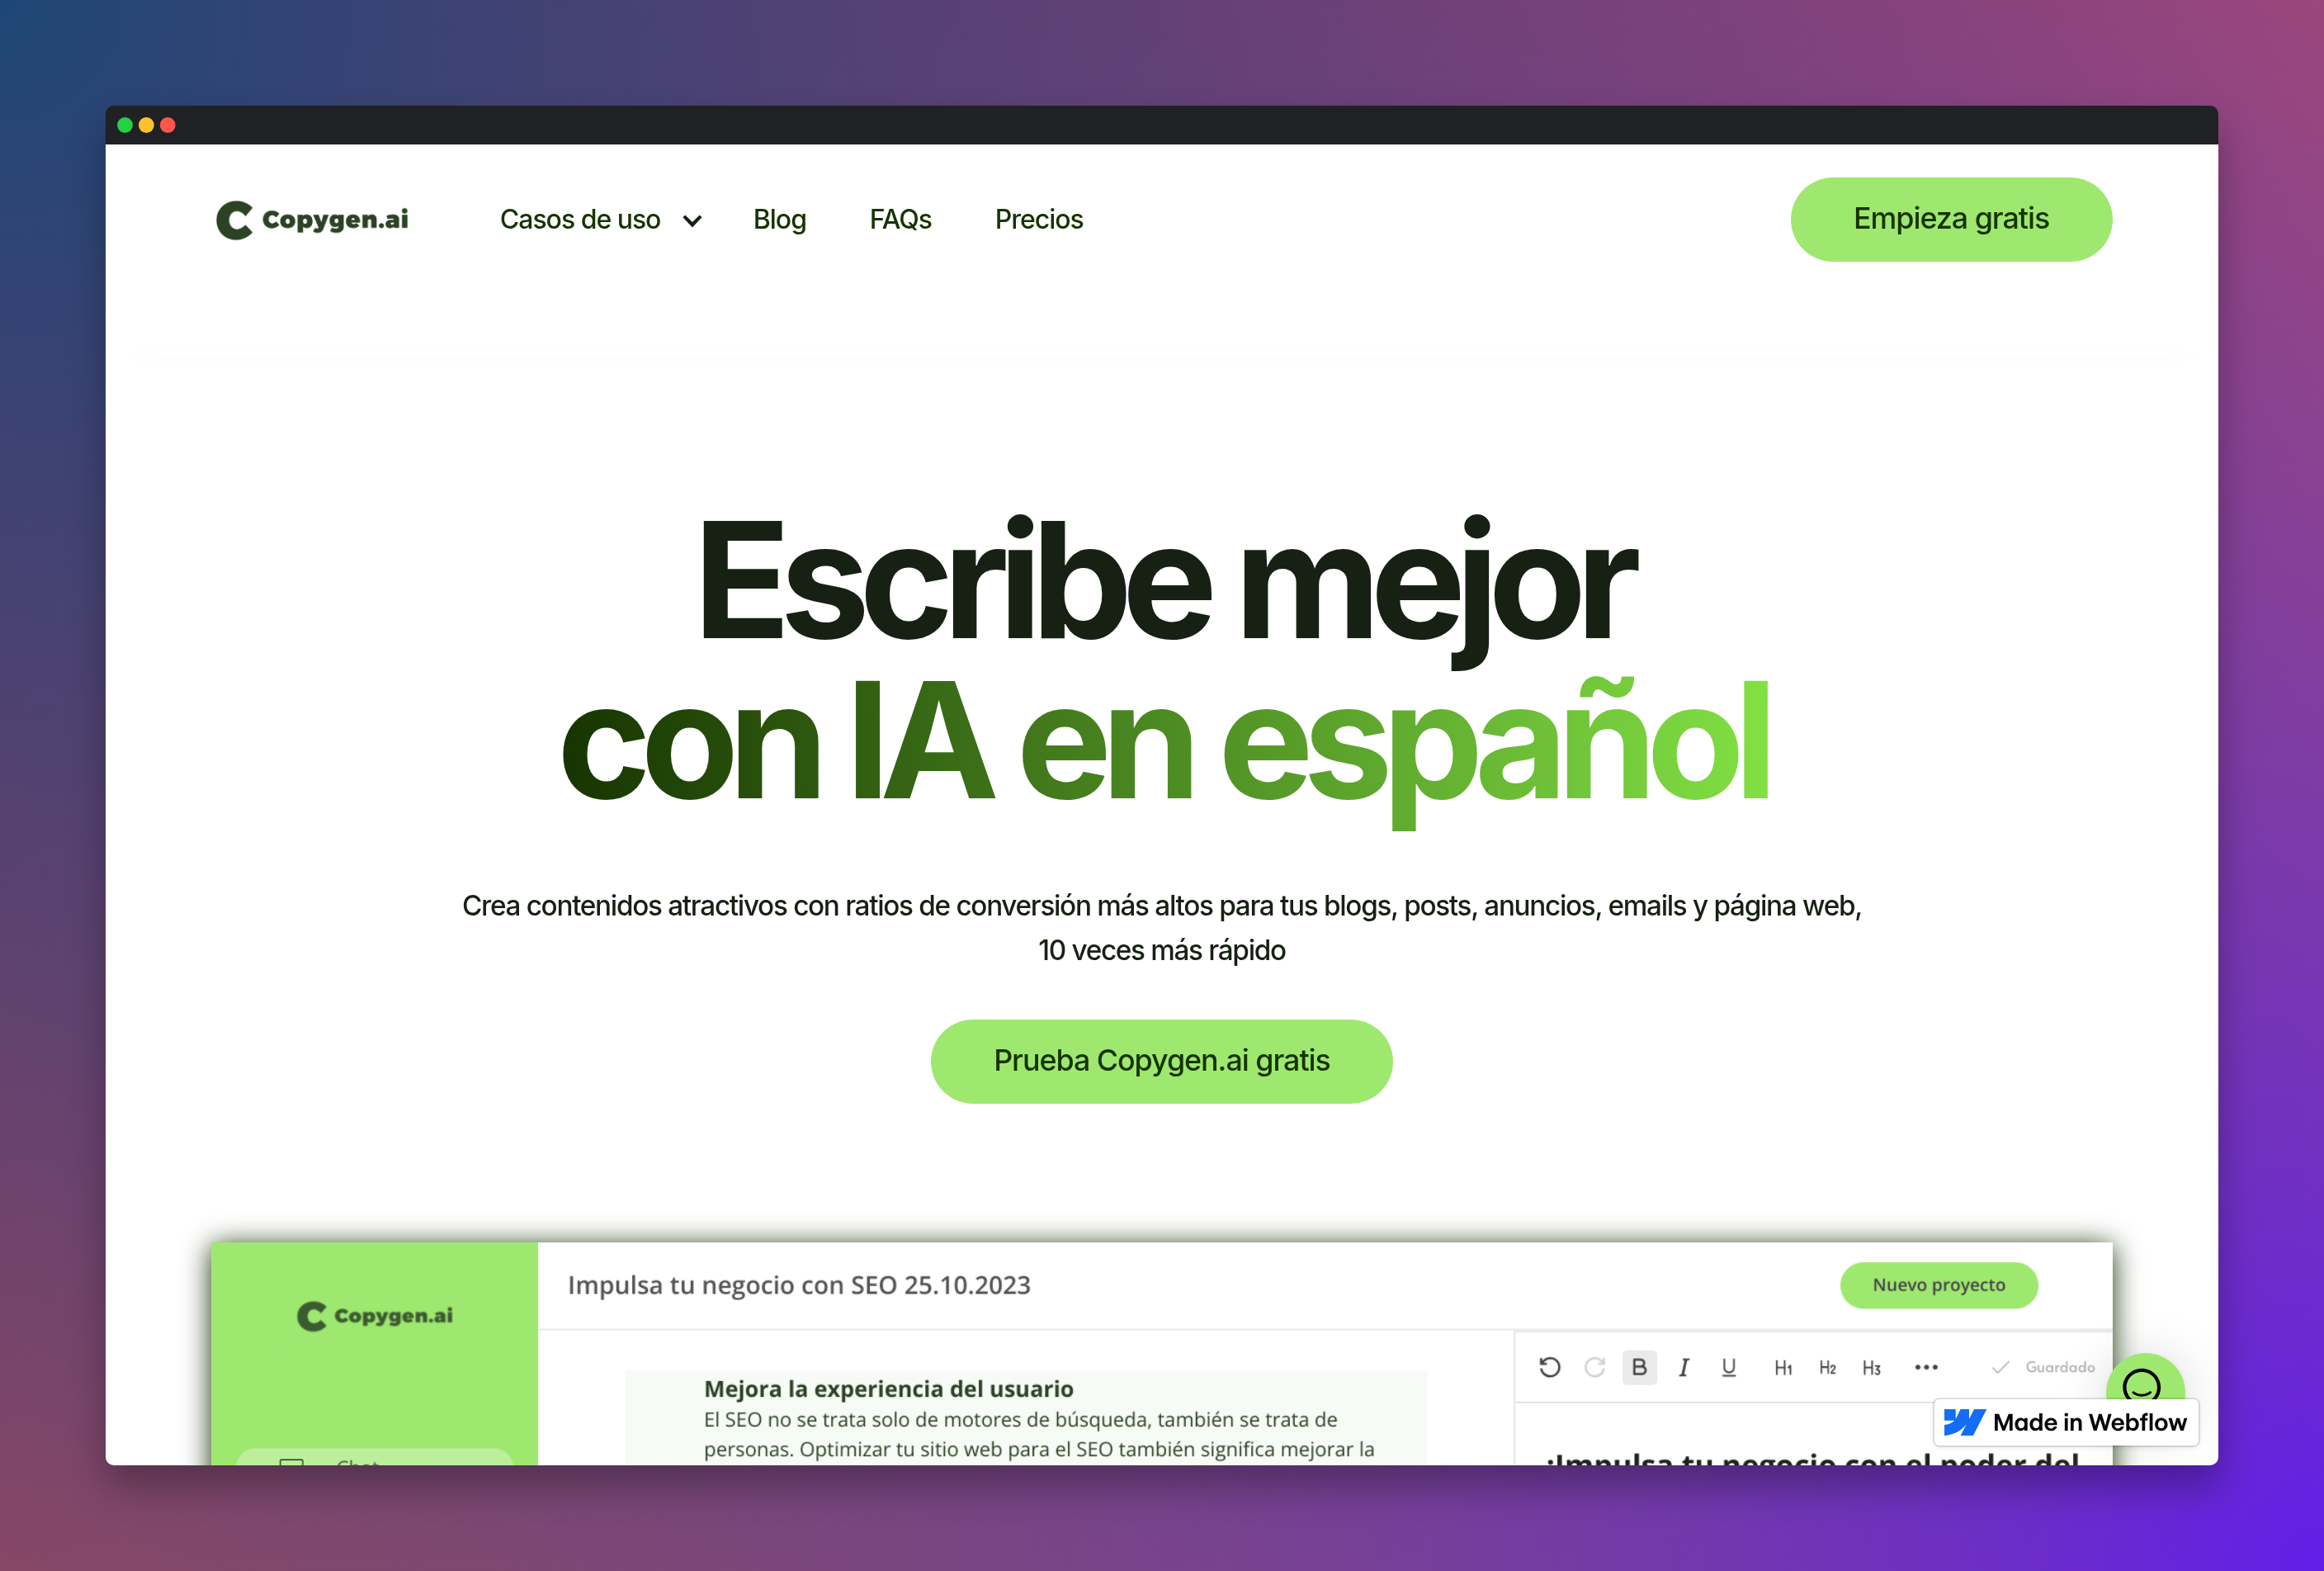 Copygen.ai
Casos de uso
Blog
FAQs
Precios
Empieza gratis
Escribe mejor
con IA en español
Crea contenidos atractivos con ratios de conversión más altos para tus blogs, posts, anuncios, emails y página web,
10 veces más rápido
Prueba Copygen.ai gratis
Copygen.ai
Impulsa tu negocio con SEO 25.10.2023
Nuevo proyecto
B I U H1 H2 H3 ••• Guardado
Mejora la experiencia del usuario
El SEO no se trata solo de motores de búsqueda, también se trata de
personas. Optimizar tu sitio web para el SEO también significa mejorar la
Chat
¡Impulsa tu negocio con el poder del
Made in Webflow